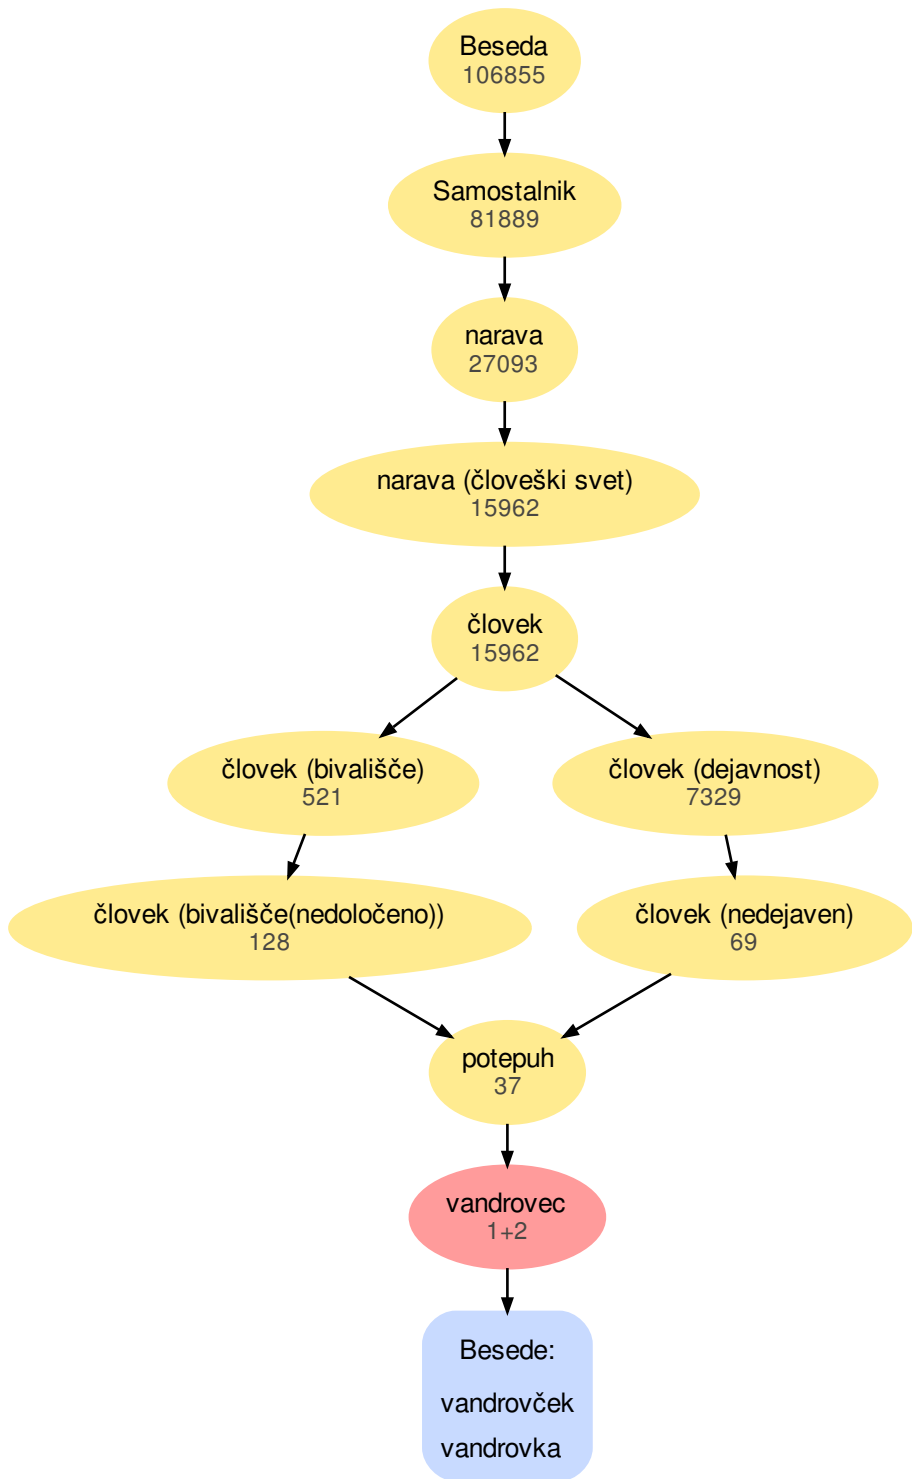 Beseda
106855
Samostalnik
81889
narava
27093
narava (človeški svet)
15962
človek
15962
človek (bivališče)
521
človek (dejavnost)
7329
človek (bivališče(nedoločeno))
128
človek (nedejaven)
69
potepuh
37
vandrovec
1+2
Besede:
vandrovček
vandrovka